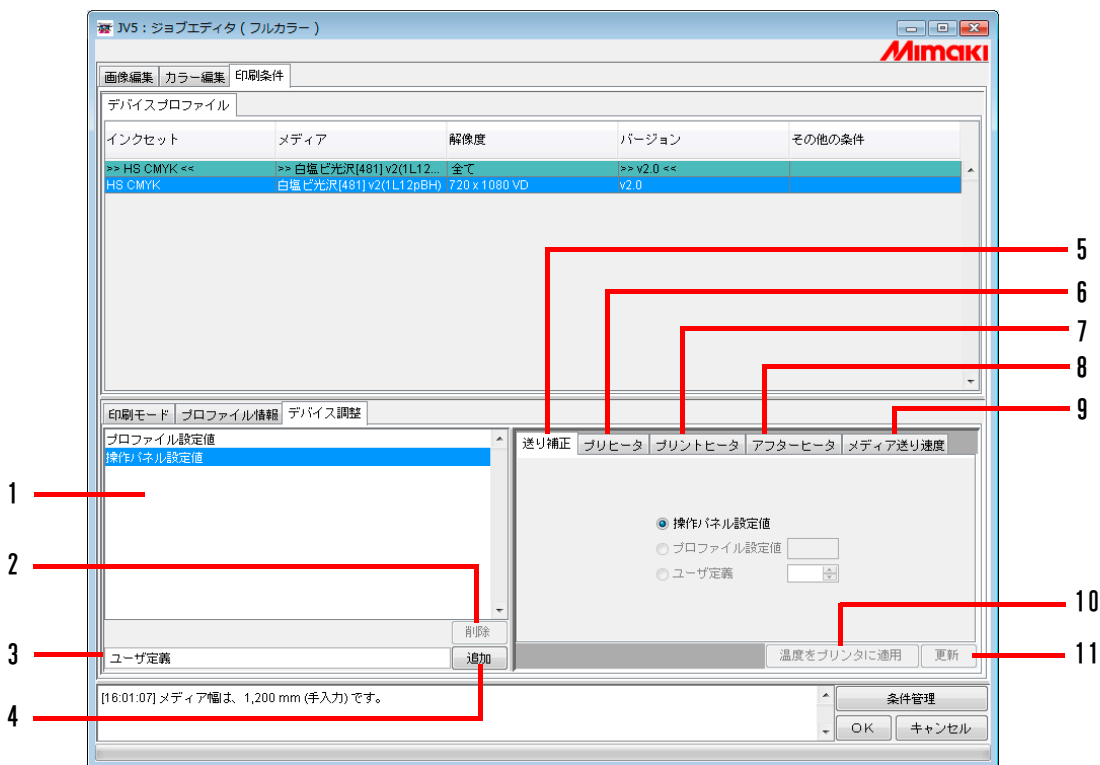 JV5：ジョブエディタ ( フルカラー )
Mimaki
画像編集 カラー編集 印刷条件
デバイスプロファイル
インクセット メディア 解像度 バージョン その他の条件
>> HS CMYK << >> 白塩ビ光沢[481] v2(1L12... 全て >> v2.0 <<
HS CMYK 白塩ビ光沢[481] v2(1L12pBH) 720 x 1080 VD v2.0
5
6
7
8
9
印刷モード プロファイル情報 デバイス調整
プロファイル設定値
操作パネル設定値
送り補正 プリヒータ プリントヒータ アフターヒータ メディア送り速度
1
操作パネル設定値
プロファイル設定値
ユーザ定義
2
10
削除
3
ユーザ定義 追加
温度をプリンタに適用 更新
11
4
[16:01:07] メディア幅は、1,200 mm (手入力) です。
条件管理
OK キャンセル